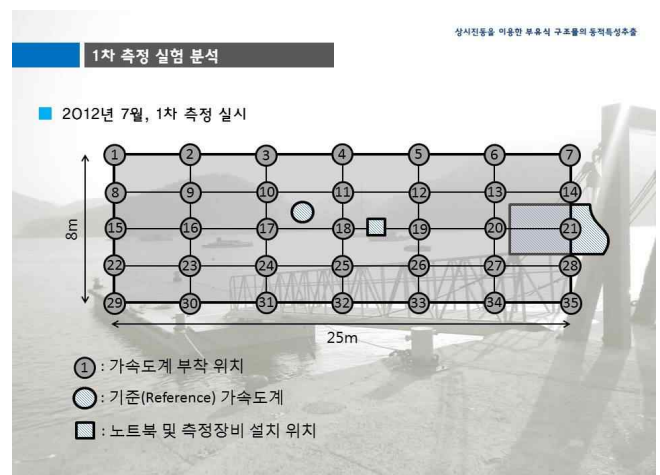 상시진동을 이용한 부유식 구조물의 동적특성추출
1차 측정 실험 분석
2012년 7월, 1차 측정 실시
1 2 3 4 5 6 7
8 9 10 11 12 13 14
8m
15 16 17 18 19 20 21
22 23 24 25 26 27 28
29 30 31 32 33 34 35
25m
1 : 가속도계 부착 위치
: 기준(Reference) 가속도계
: 노트북 및 측정장비 설치 위치